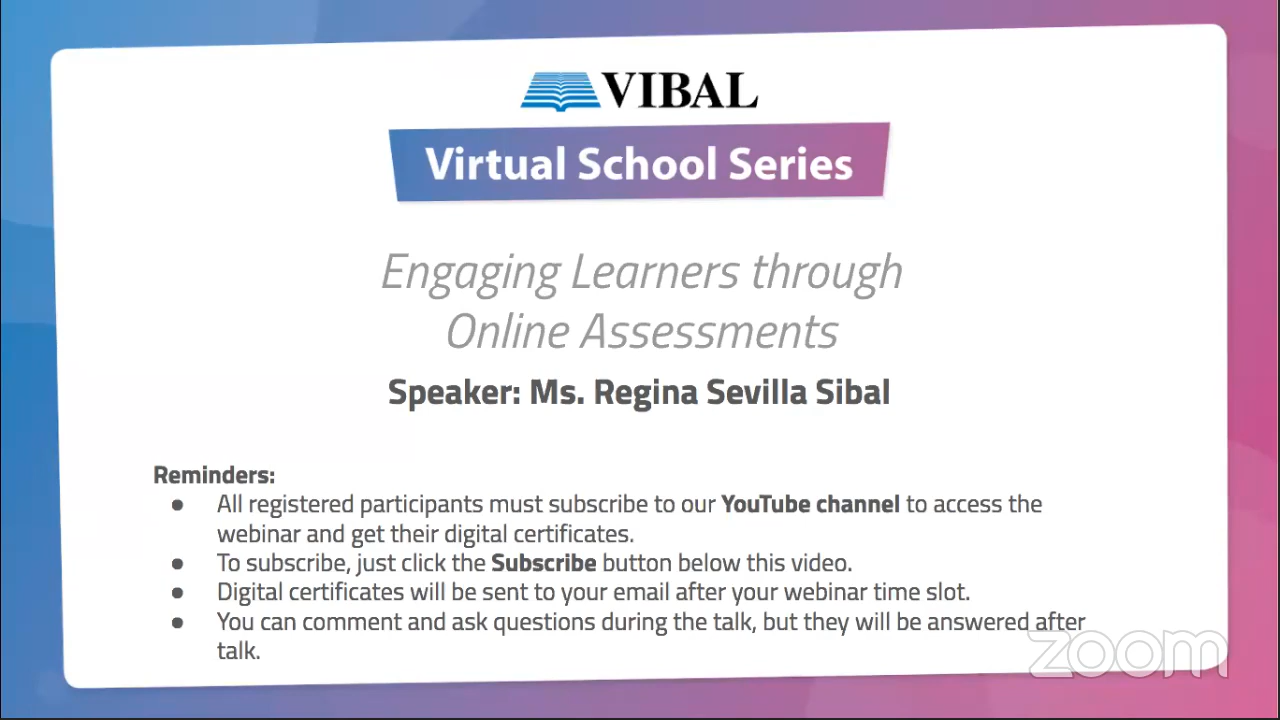 VIBAL
Virtual School Series
Engaging Learners through
Online Assessments
Speaker: Ms. Regina Sevilla Sibal
Reminders:
● All registered participants must subscribe to our YouTube channel to access the
webinar and get their digital certificates.
● To subscribe, just click the Subscribe button below this video.
● Digital certificates will be sent to your email after your webinar time slot.
● You can comment and ask questions during the talk, but they will be answered after
talk.
zoom